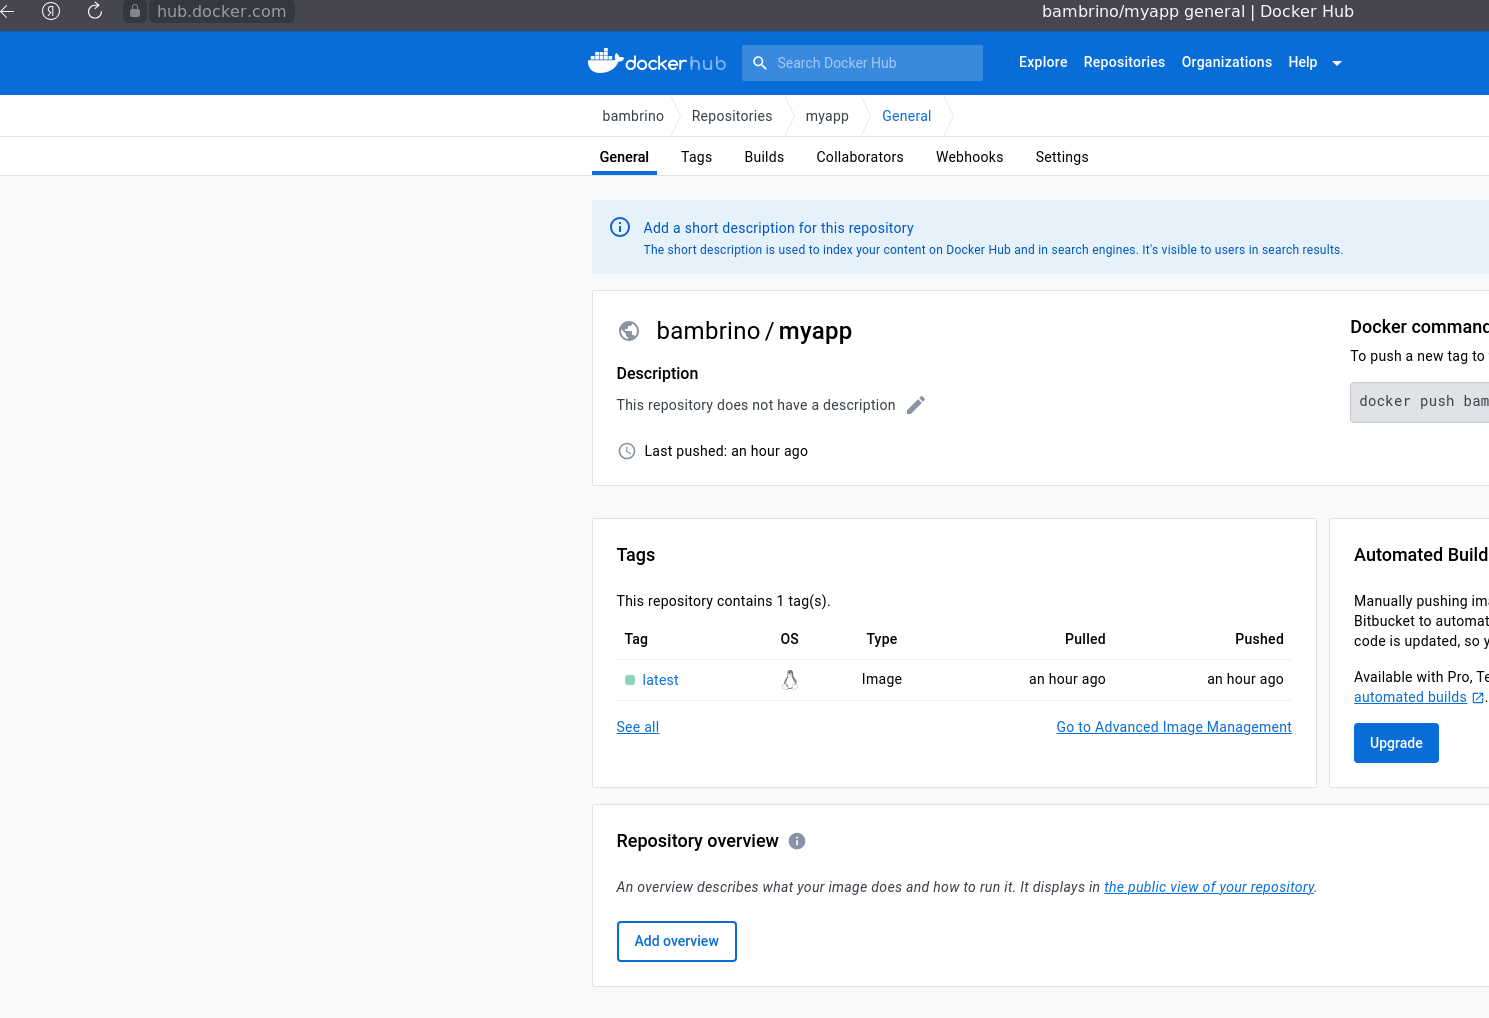 hub.docker.com bambrino/myapp general | Docker Hub
dockerhub Search Docker Hub Explore Repositories Organizations Help
bambrino Repositories myapp General
General Tags Builds Collaborators Webhooks Settings
Add a short description for this repository
The short description is used to index your content on Docker Hub and in search engines. It's visible to users in search results.
bambrino / myapp
Docker command
Description
To push a new tag to
This repository does not have a description
docker push bam
Last pushed: an hour ago
Tags
This repository contains 1 tag(s).
Tag OS Type Pulled Pushed
latest Image an hour ago an hour ago
See all Go to Advanced Image Management
Automated Build
Manually pushing ima
Bitbucket to automat
code is updated, so y
Available with Pro, Te
automated builds .
Upgrade
Repository overview
An overview describes what your image does and how to run it. It displays in the public view of your repository.
Add overview